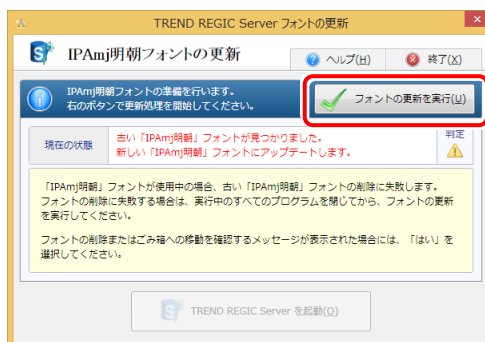 TREND REGIC Server フォントの更新
IPAmj明朝フォントの更新
ヘルプ(H)
終了(X)
IPAmj明朝フォントの準備を行います。
右のボタンで更新処理を開始してください。
フォントの更新を実行(U)
現在の状態
古い「IPAmj明朝」フォントが見つかりました。
新しい「IPAmj明朝」フォントにアップデートします。
判定
「IPAmj明朝」フォントが使用中の場合、古い「IPAmj明朝」フォントの削除に失敗します。
フォントの削除に失敗する場合は、実行中のすべてのプログラムを閉じてから、フォントの更新
を実行してください。
フォントの削除またはごみ箱への移動を確認するメッセージが表示された場合には、「はい」を
選択してください。
TREND REGIC Server を起動(O)